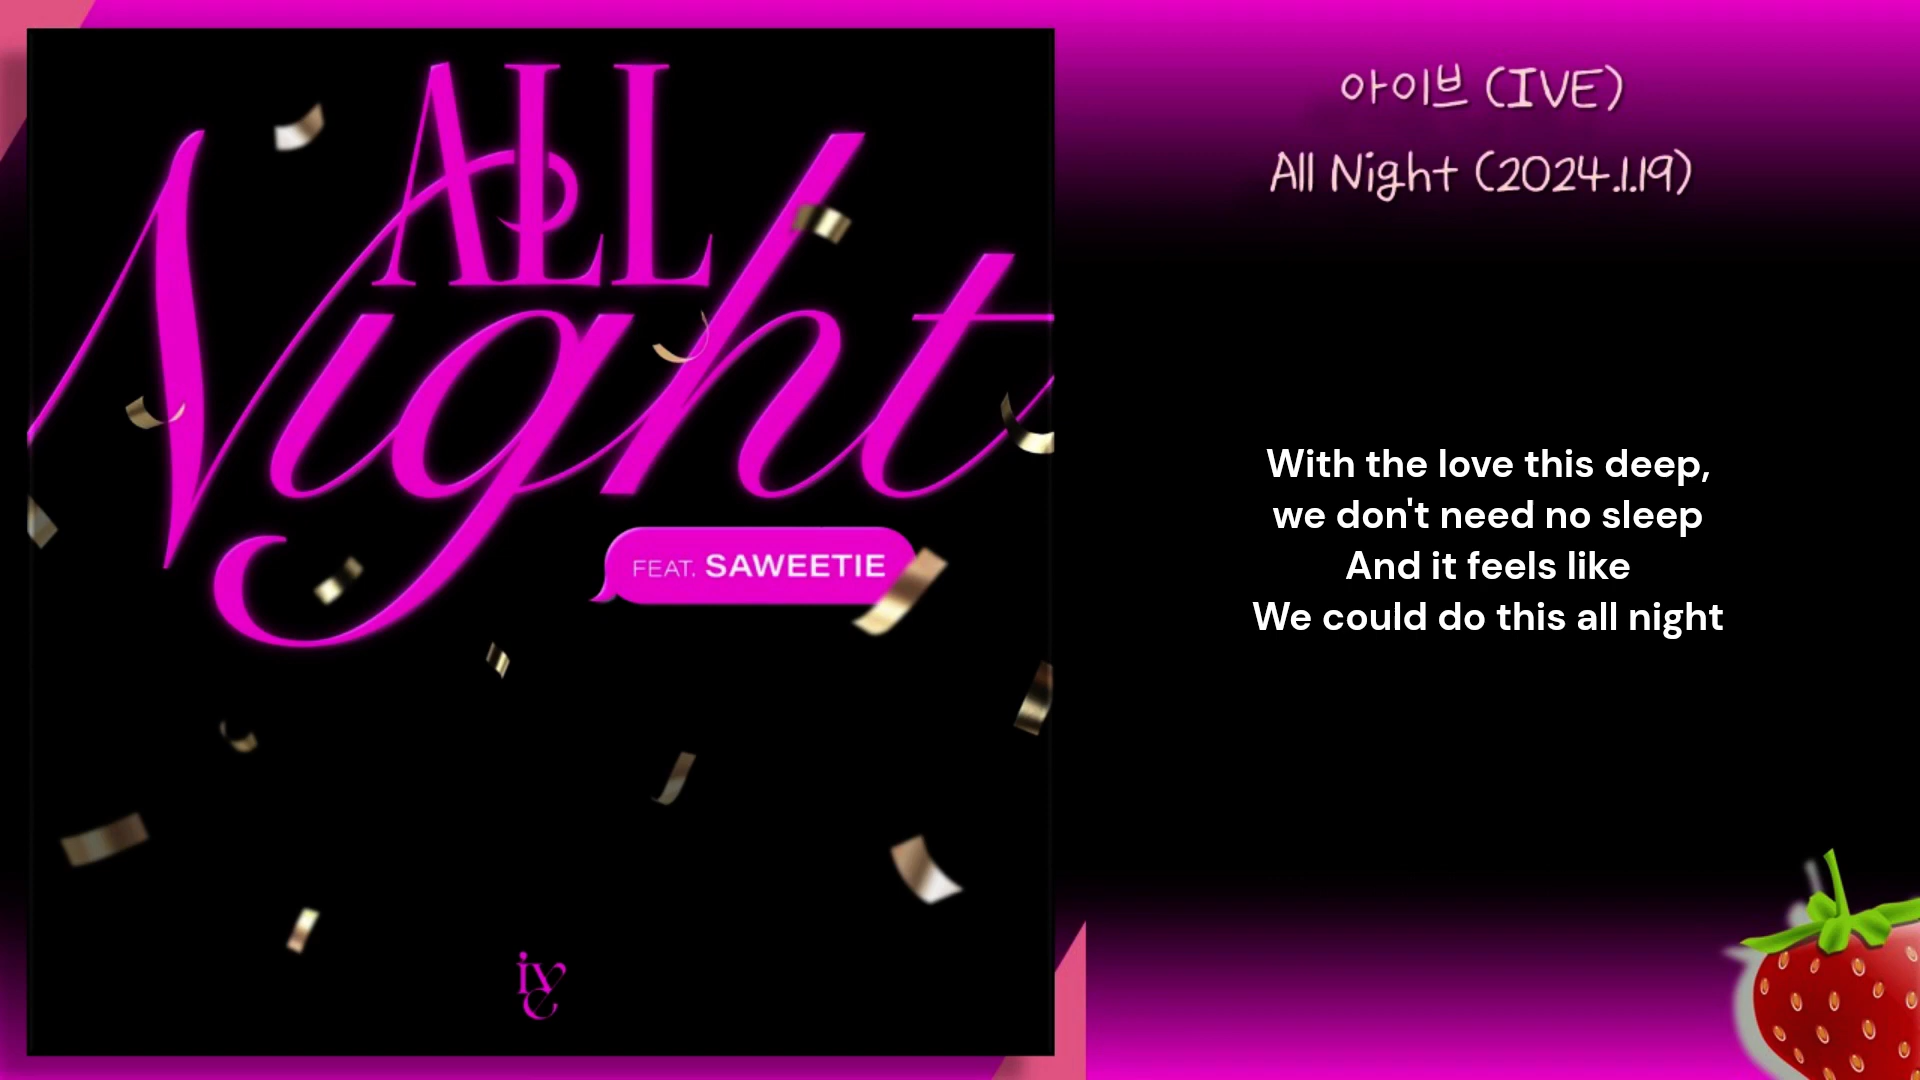 ALL
Night
FEAT. SAWEETIE
ive
아이브 (IVE)
All Night (2024.1.19)
With the love this deep,
we don't need no sleep
And it feels like
We could do this all night